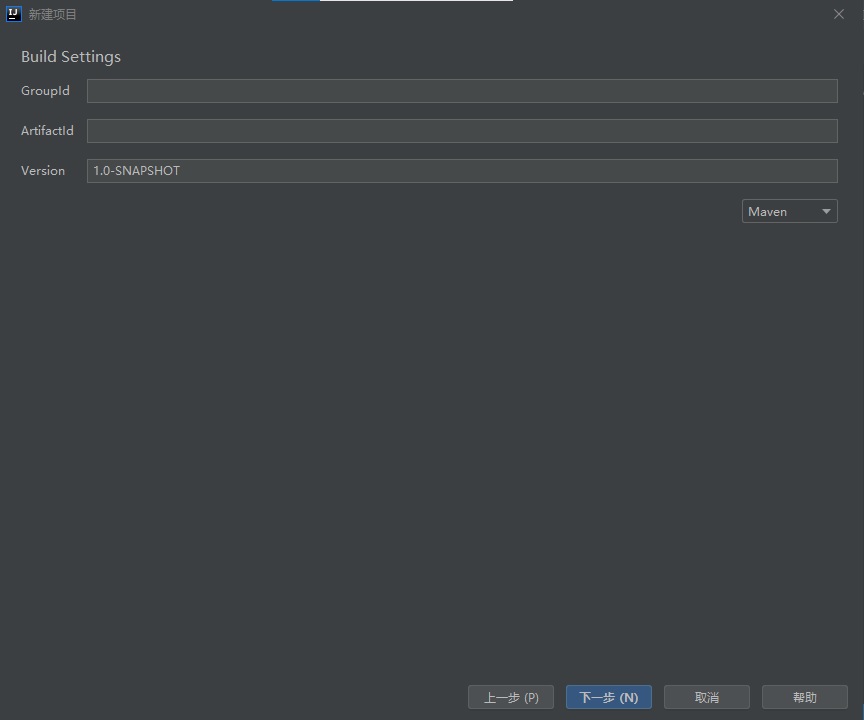 IJ 新建项目
Build Settings
GroupId
ArtifactId
Version 1.0-SNAPSHOT
Maven
上一步 (P) 下一步 (N) 取消 帮助